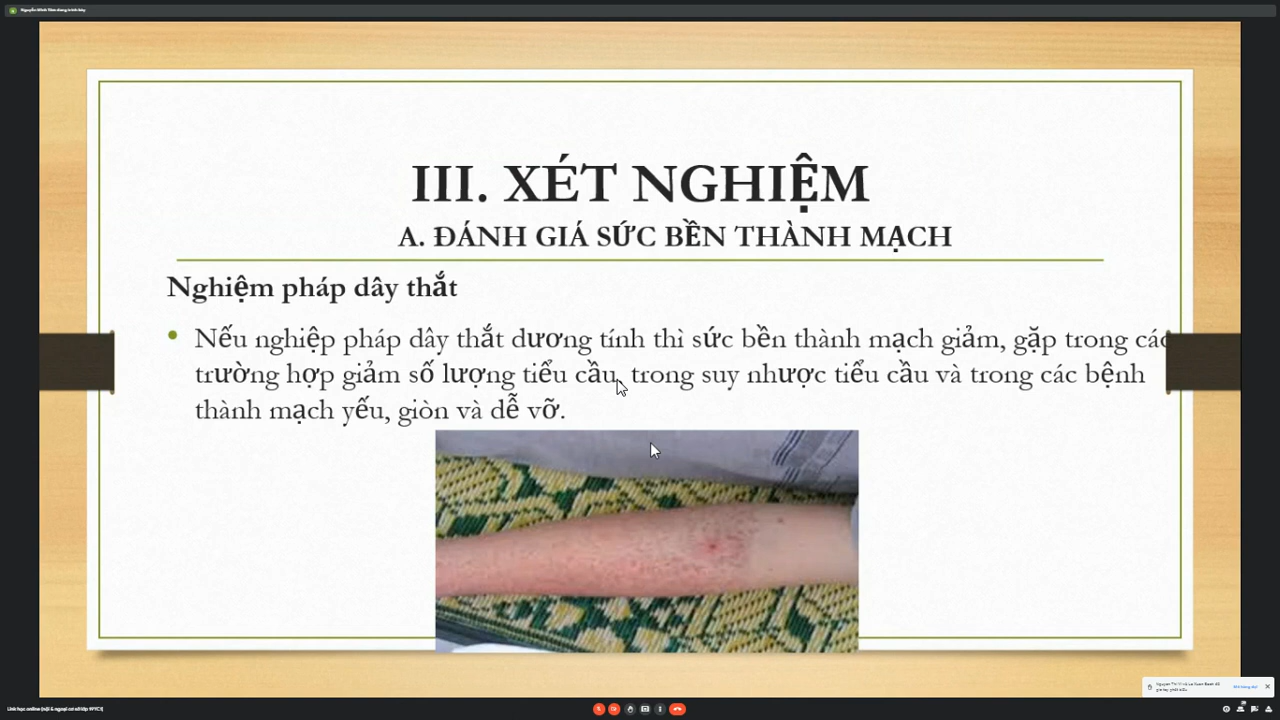 III. XÉT NGHIỆM
A. ĐÁNH GIÁ SỨC BỀN THÀNH MẠCH
Nghiệm pháp dây thắt
• Nếu nghiệp pháp dây thắt dương tính thì sức bền thành mạch giảm, gặp trong các
trường hợp giảm số lượng tiểu cầu, trong suy nhược tiểu cầu và trong các bệnh
thành mạch yếu, giòn và dễ vỡ.